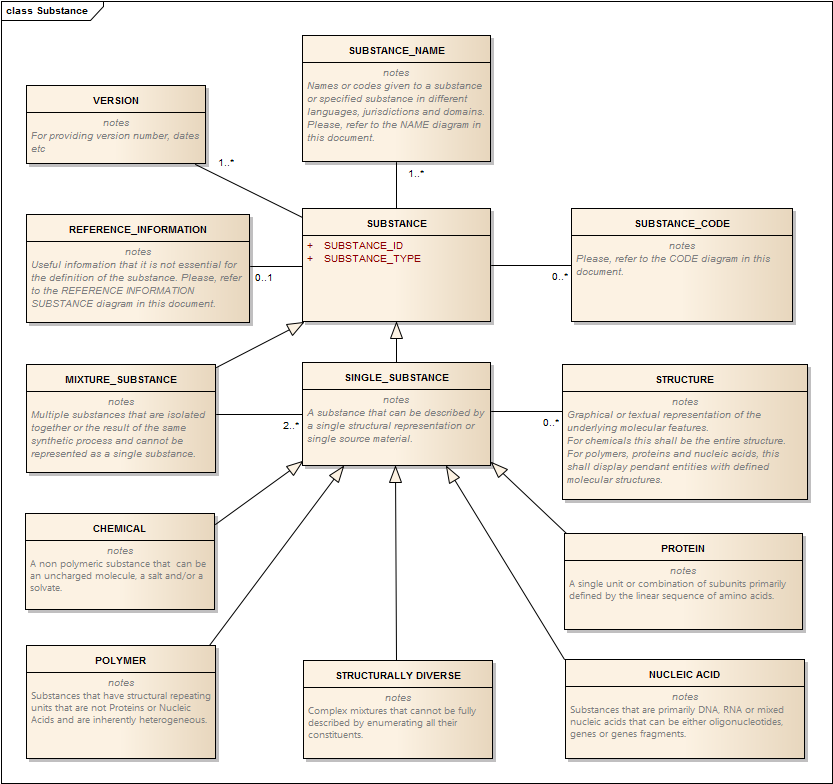 class Substance
SUBSTANCE_NAME
notes
Names or codes given to a substance
or specified substance in different
languages, jurisdictions and domains.
Please, refer to the NAME diagram in
this document.
VERSION
notes
For providing version number, dates
etc
1..*
1..*
REFERENCE_INFORMATION
notes
Useful information that it is not essential for
the definition of the substance. Please, refer
to the REFERENCE INFORMATION
SUBSTANCE diagram in this document.
0..1
SUBSTANCE
+ SUBSTANCE_ID
+ SUBSTANCE_TYPE
SUBSTANCE_CODE
notes
Please, refer to the CODE diagram in this
document.
0..*
MIXTURE_SUBSTANCE
notes
Multiple substances that are isolated
together or the result of the same
synthetic process and cannot be
represented as a single substance.
2..*
SINGLE_SUBSTANCE
notes
A substance that can be described by
a single structural representation or
single source material.
0..*
STRUCTURE
notes
Graphical or textual representation of the
underlying molecular features.
For chemicals this shall be the entire structure.
For polymers, proteins and nucleic acids, this
shall display pendant entities with defined
molecular structures.
CHEMICAL
notes
A non polymeric substance that can be
an uncharged molecule, a salt and/or a
solvate.
PROTEIN
notes
A single unit or combination of subunits primarily
defined by the linear sequence of amino acids.
POLYMER
notes
Substances that have structural repeating
units that are not Proteins or Nucleic
Acids and are inherently heterogeneous.
STRUCTURALLY DIVERSE
notes
Complex mixtures that cannot be fully
described by enumerating all their
constituents.
NUCLEIC ACID
notes
Substances that are primarily DNA, RNA or mixed
nucleic acids that can be either oligonucleotides,
genes or genes fragments.